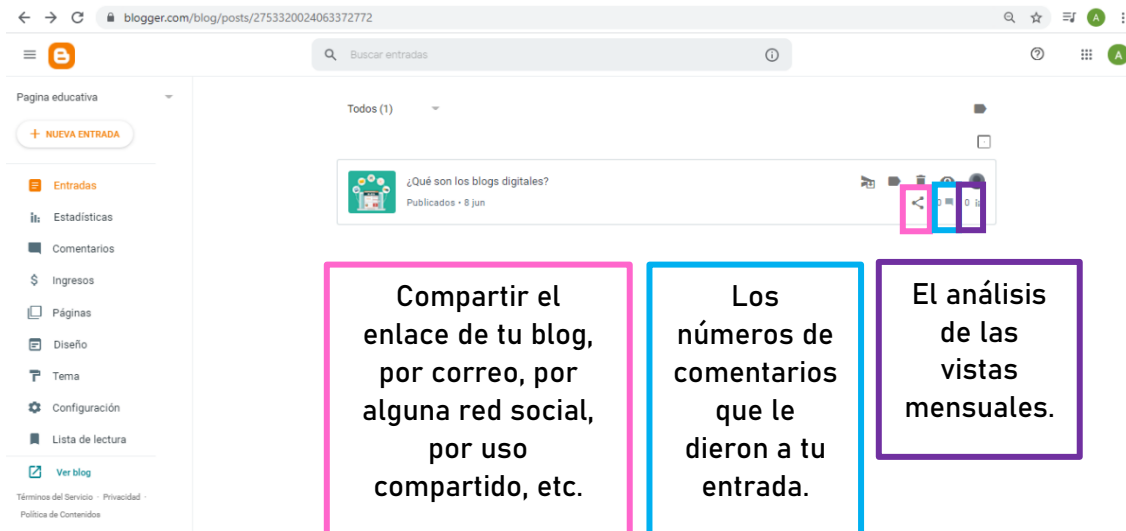 blogger.com/blog/posts/2753320024063372772
A
B
Buscar entradas
A
Pagina educativa
+ NUEVA ENTRADA
Entradas
Estadísticas
Comentarios
$ Ingresos
Páginas
Diseño
Tema
Configuración
Lista de lectura
Ver blog
Términos del Servicio · Privacidad ·
Política de Contenidos
Todos (1)
¿Qué son los blogs digitales?
Publicados • 8 jun
0
0
Compartir el
enlace de tu blog,
por correo, por
alguna red social,
por uso
compartido, etc.
Los
números de
comentarios
que le
dieron a tu
entrada.
El análisis
de las
vistas
mensuales.